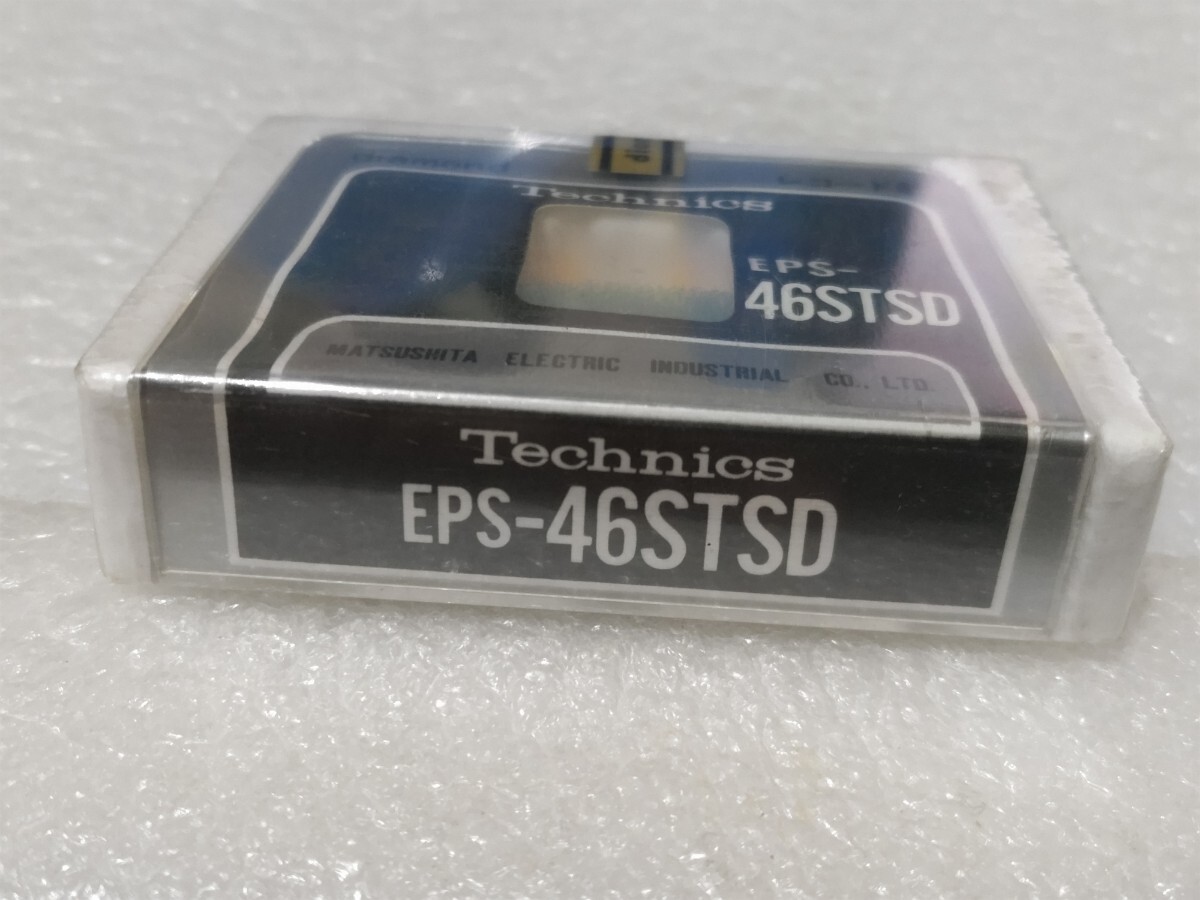 Technics
EPS-
46STSD
MATSUSHITA ELECTRIC INDUSTRIAL CO., LTD.
Technics
EPS-46STSD